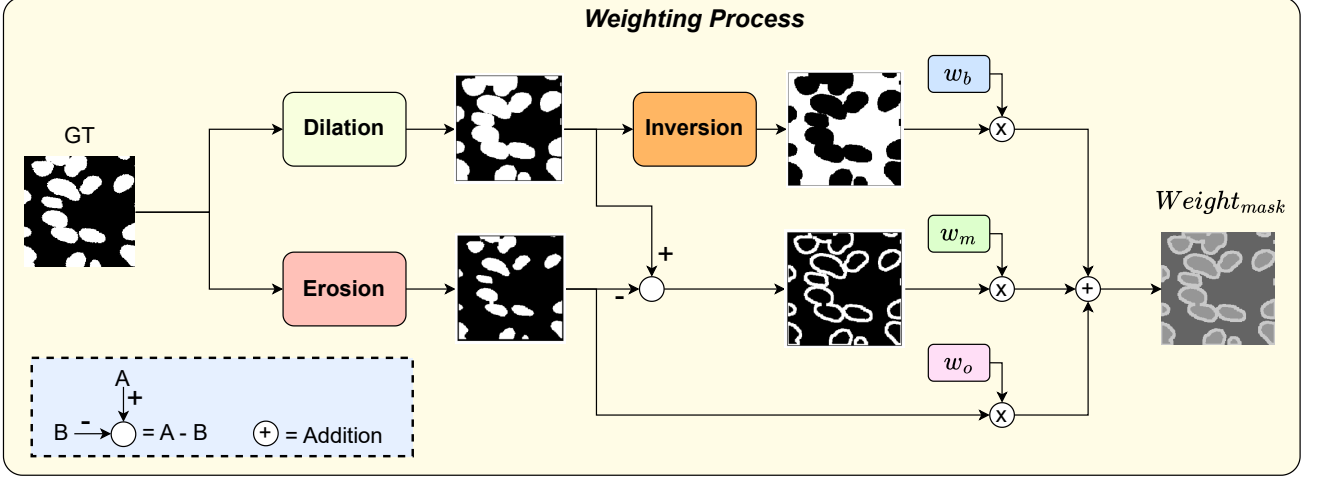 Weighting Process
GT
Dilation
Inversion
w_b
x
Weight_mask
Erosion
+
-
w_m
x
+
w_o
x
A
+
B - = A - B
+ = Addition